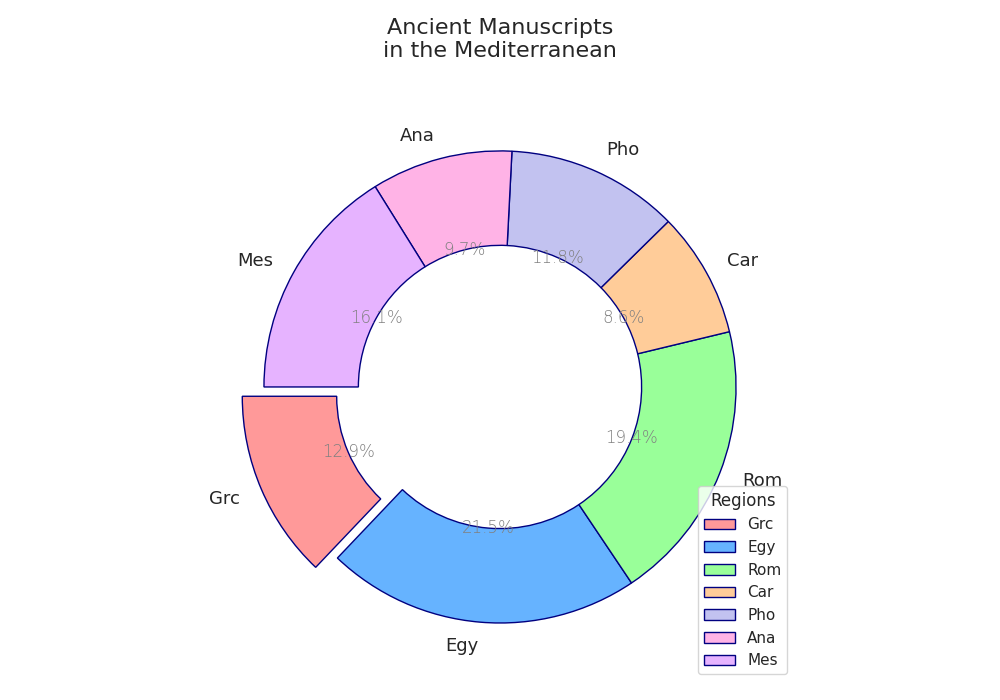 Ancient Manuscripts
in the Mediterranean
Ana
Pho
Mes
Car
9.7%
11.8%
16.1%
8.6%
19.4%
12.9%
Rom
Grc
21.5%
Egy
Regions
Grc
Egy
Rom
Car
Pho
Ana
Mes